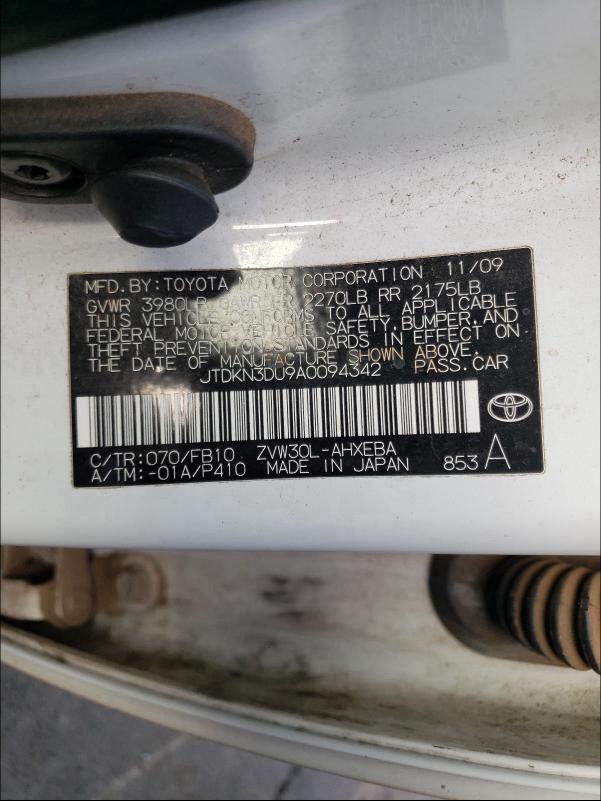 MFD. BY: TOYOTA MOTOR CORPORATION 11/09
GVWR 3980LB GAWR FR 2270LB RR 2175LB
THIS VEHICLE CONFORMS TO ALL APPLICABLE
FEDERAL MOTOR VEHICLE SAFETY, BUMPER, AND
THEFT PREVENTION STANDARDS IN EFFECT ON
THE DATE OF MANUFACTURE SHOWN ABOVE.
JTDKN3DU9A0094342 PASS. CAR
C/TR: 070/FB10 ZVW30L-AHXEBA
A/TM: -01A/P410 MADE IN JAPAN 853 A